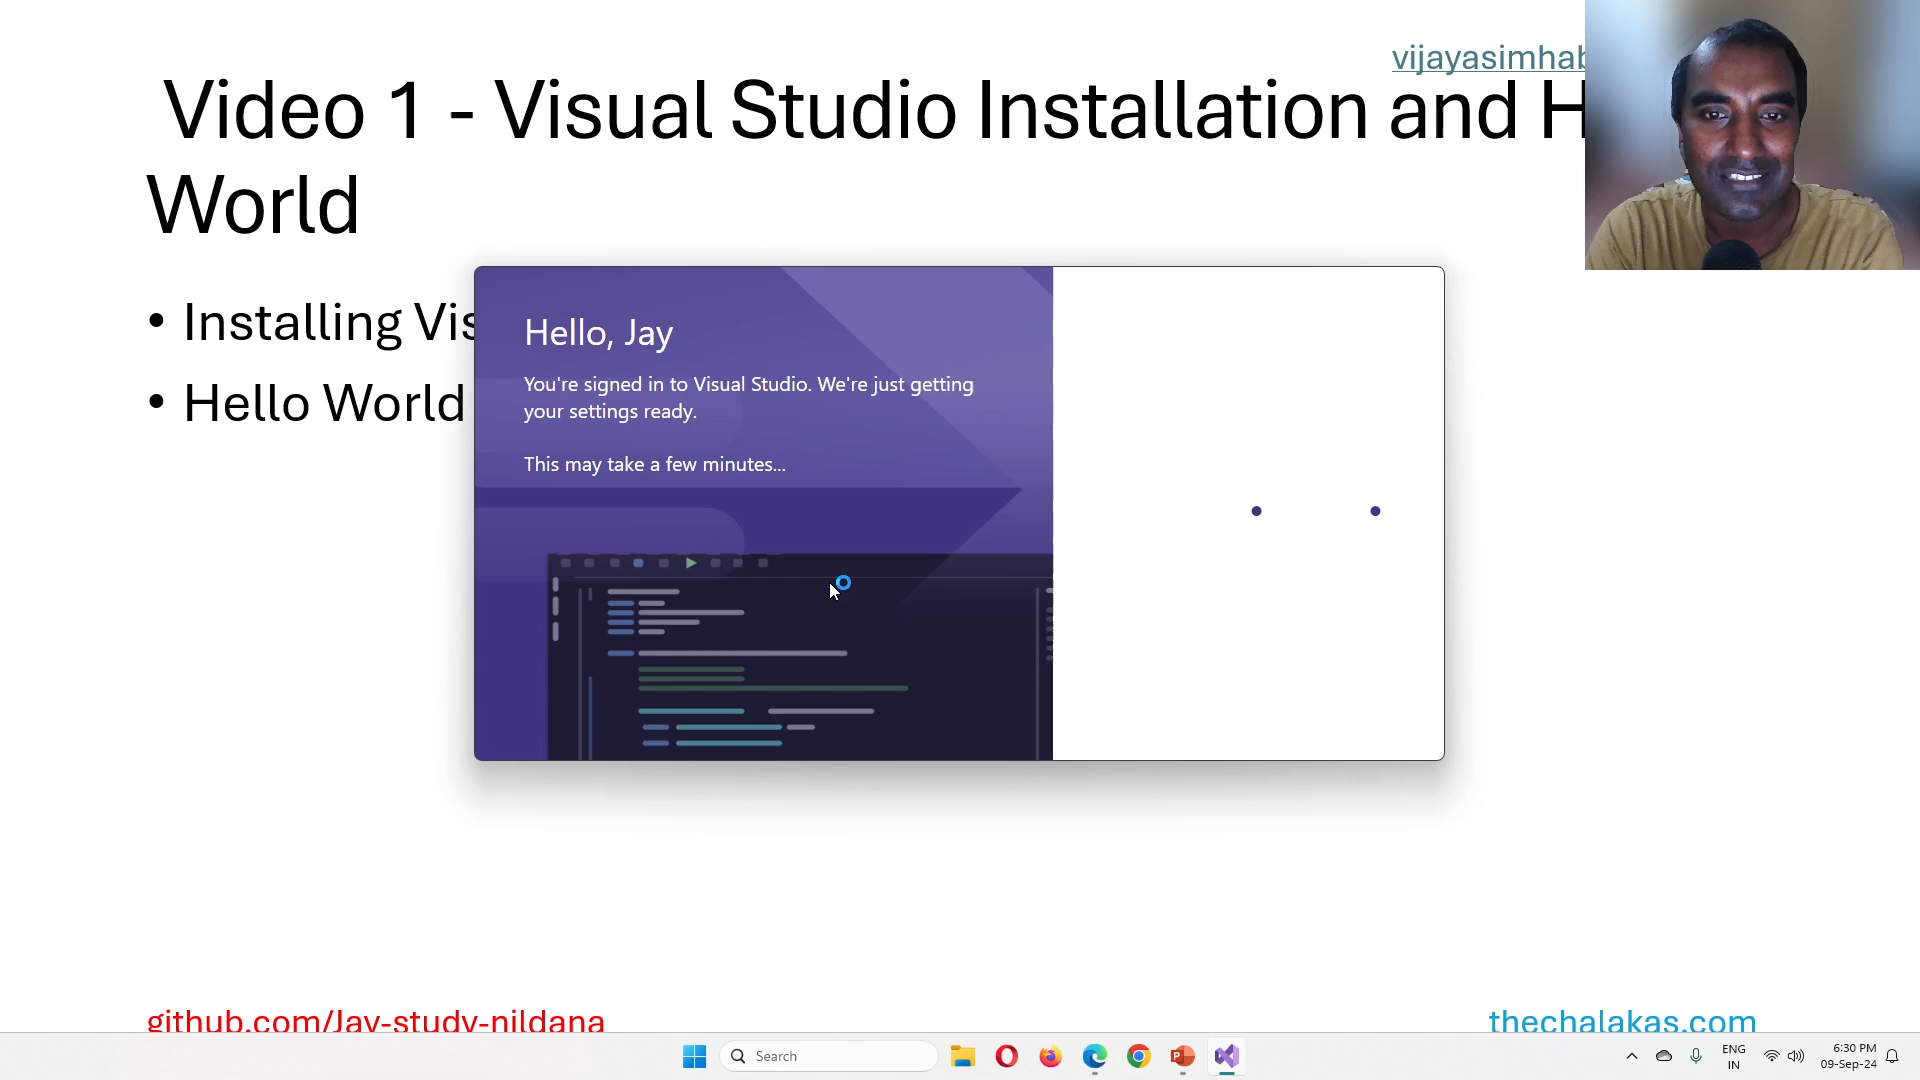 vijayasimhab
Video 1 - Visual Studio Installation and H
World
• Installing Vis
• Hello World
Hello, Jay
You're signed in to Visual Studio. We're just getting
your settings ready.
This may take a few minutes...
github.com/Jay-study-nildana
thechalakas.com
Search
ENG
IN
6:30 PM
09-Sep-24